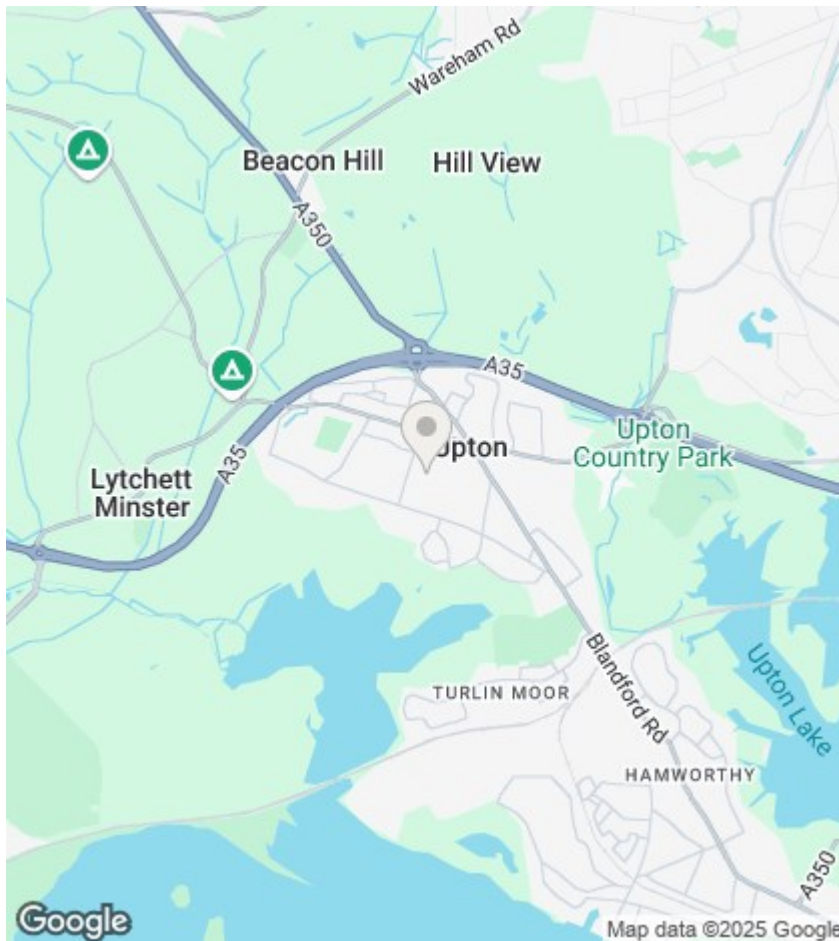 Wareham Rd
Beacon Hill
Hill View
A350
A35
Upton
Upton
Country Park
A35
Lytchett
Minster
Blandford Rd
Upton Lake
TURLIN MOOR
HAMWORTHY
A350
Google
Map data ©2025 Google